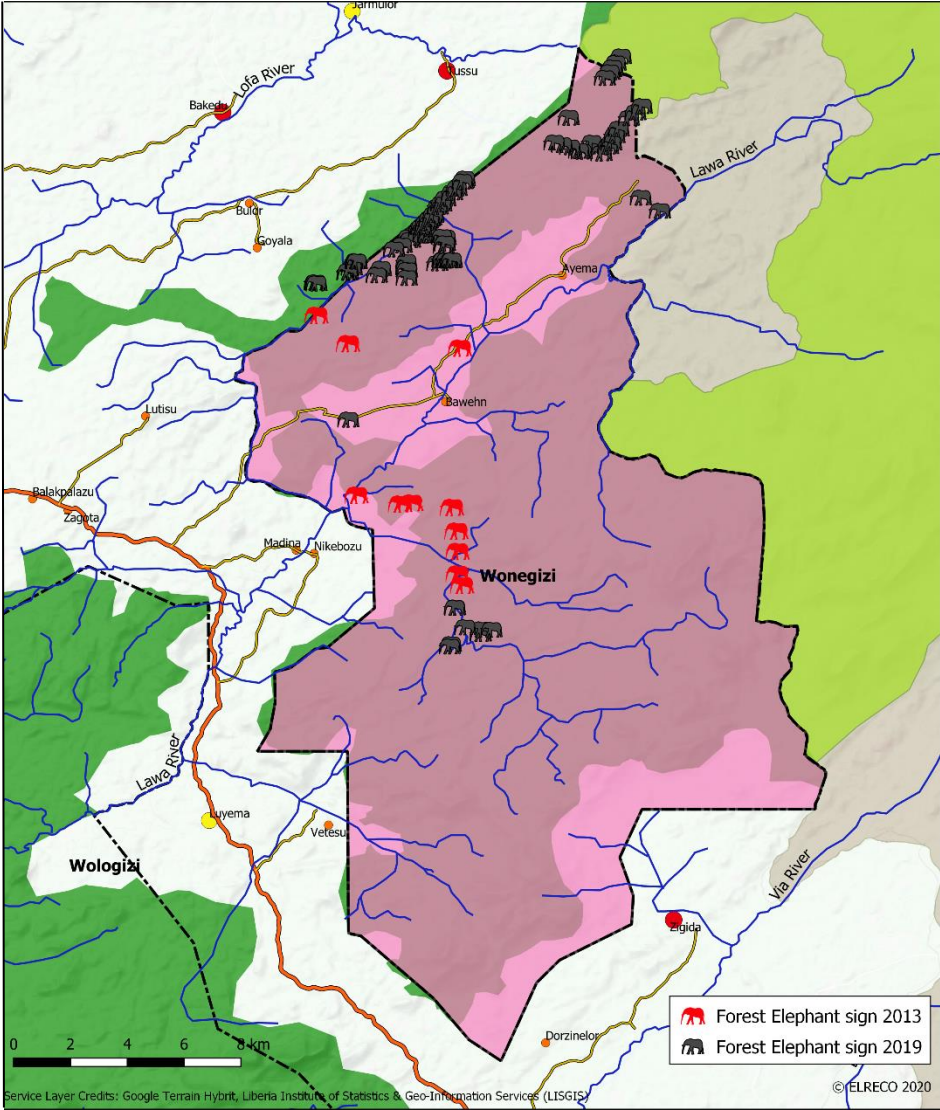 Jarmulor
Tussu
Lofa River
Bakedu
Lawa River
Bulor
Goyala
Ayema
Bawehn
Lutisu
Balakpalazu
Zagota
Madina
Nikebozu
Wonegizi
Lawa River
Luyema
Vetesu
Wologizi
Via River
Zigida
Dorzinelor
Forest Elephant sign 2013
Forest Elephant sign 2019
0 2 4 6 8 km
© ELRECO 2020
Service Layer Credits: Google Terrain Hybrit, Liberia Institute of Statistics & Geo-Information Services (LISGIS)